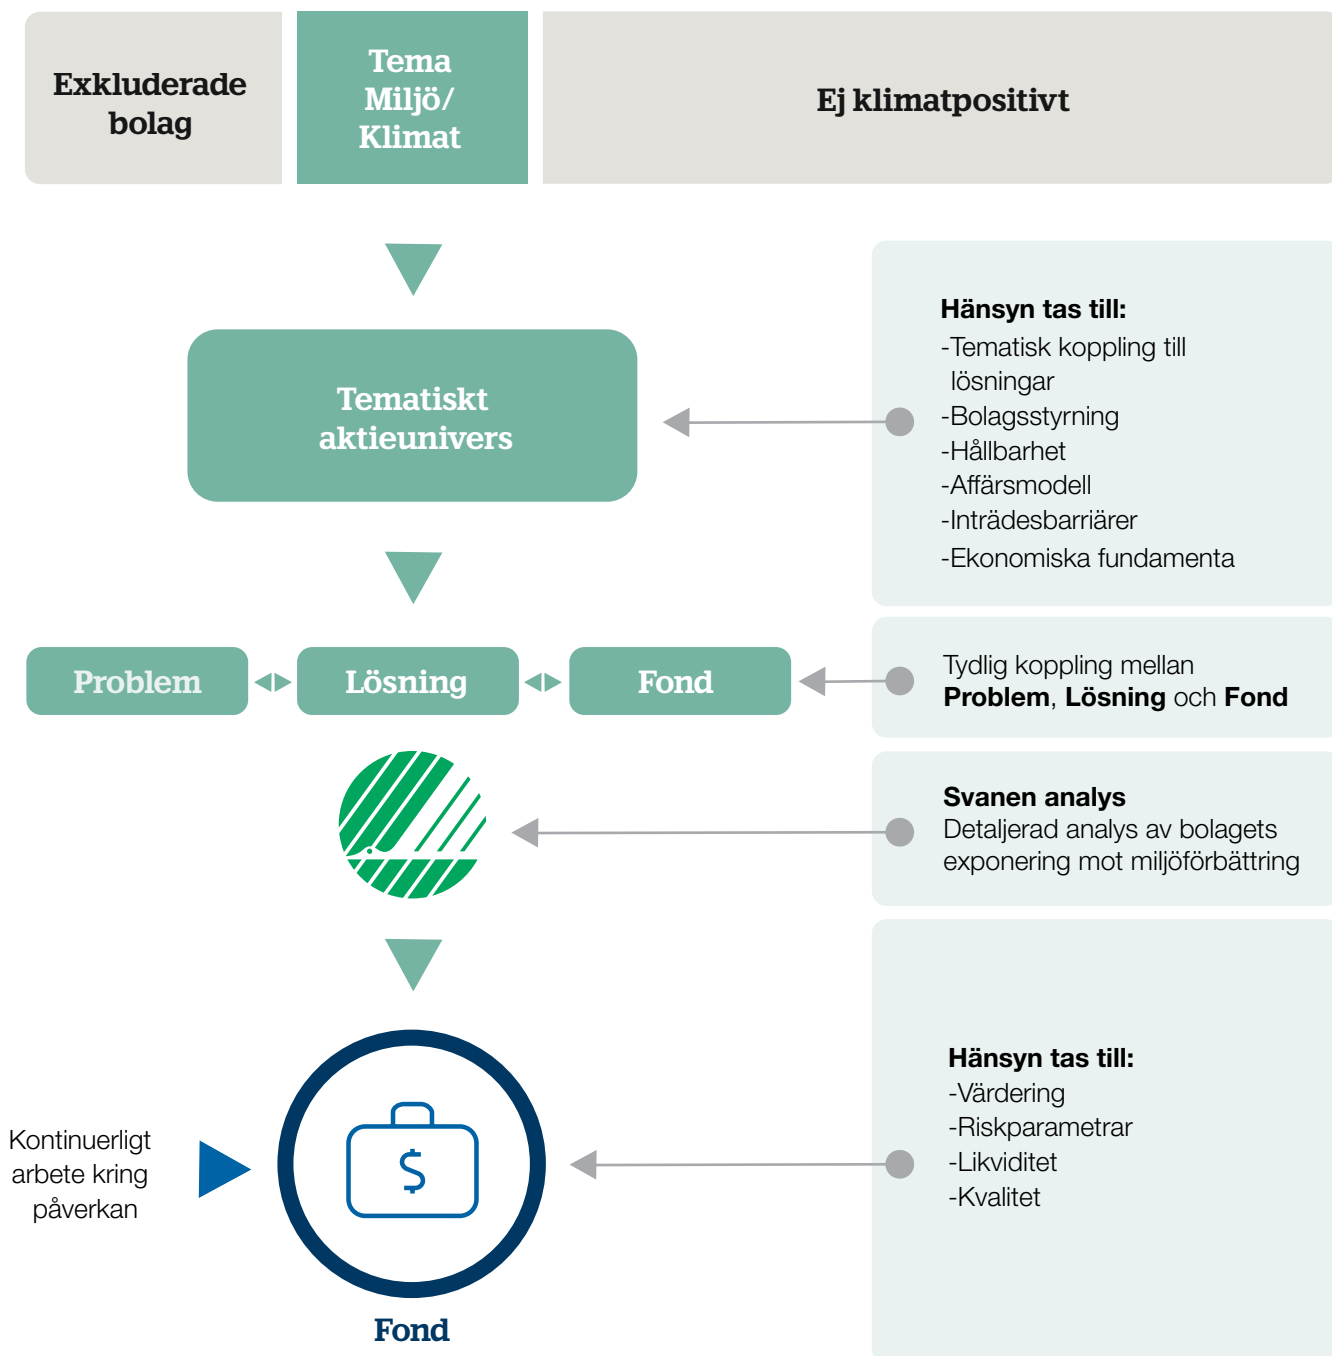 Exkluderade
bolag
Tema
Miljö/
Klimat
Ej klimatpositivt
Tematiskt
aktieunivers
Hänsyn tas till:
-Tematisk koppling till
lösningar
-Bolagsstyrning
-Hållbarhet
-Affärsmodell
-Inträdesbarriärer
-Ekonomiska fundamenta
Problem
Lösning
Fond
Tydlig koppling mellan
Problem, Lösning och Fond
Svanen analys
Detaljerad analys av bolagets
exponering mot miljöförbättring
Kontinuerligt
arbete kring
påverkan
$
Fond
Hänsyn tas till:
-Värdering
-Riskparametrar
-Likviditet
-Kvalitet